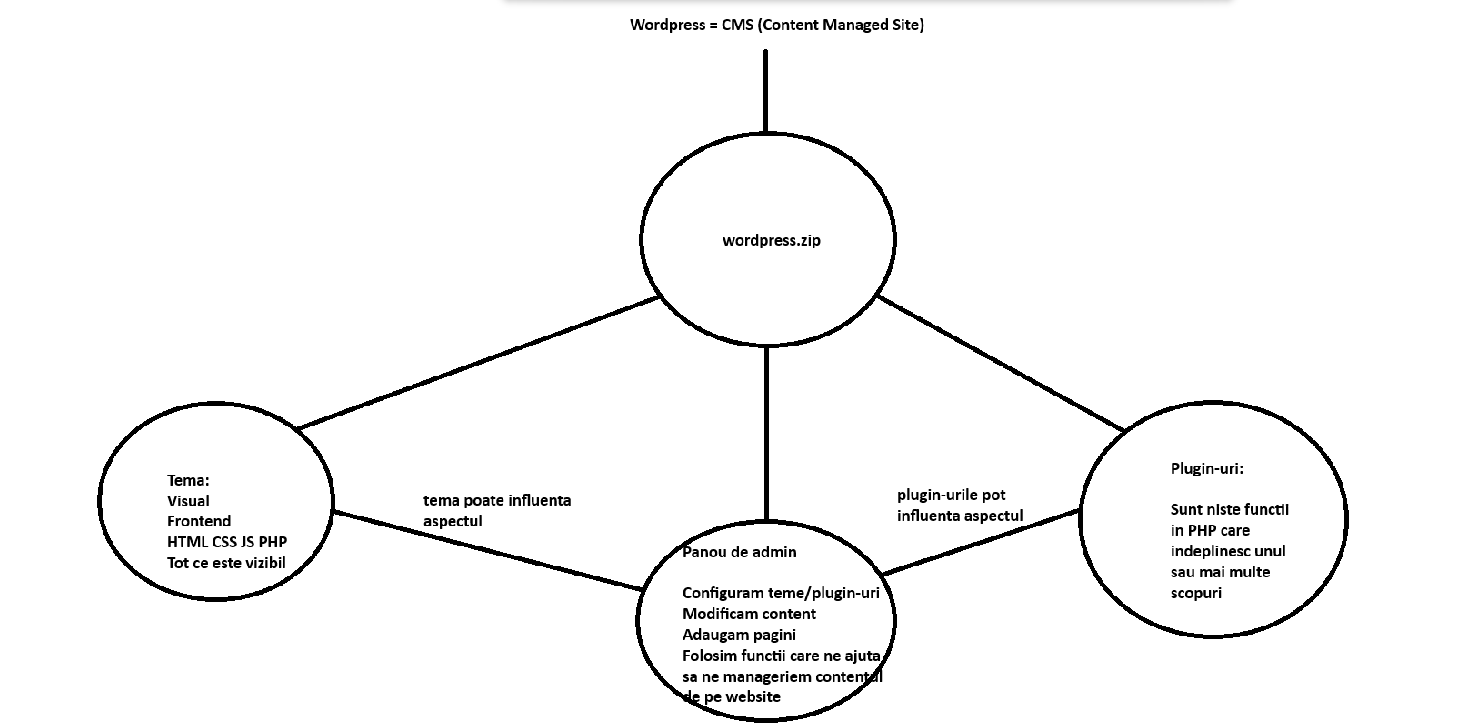 Wordpress = CMS (Content Managed Site)
wordpress.zip
Tema:
Visual
Frontend
HTML CSS JS PHP
Tot ce este vizibil
tema poate influenta
aspectul
plugin-urile pot
influenta aspectul
Plugin-uri:
Sunt niste functii
in PHP care
indeplinesc unul
sau mai multe
scopuri
Panou de admin
Configuram teme/plugin-uri
Modificam content
Adaugam pagini
Folosim functii care ne ajuta
sa ne manageriem contentul
de pe website